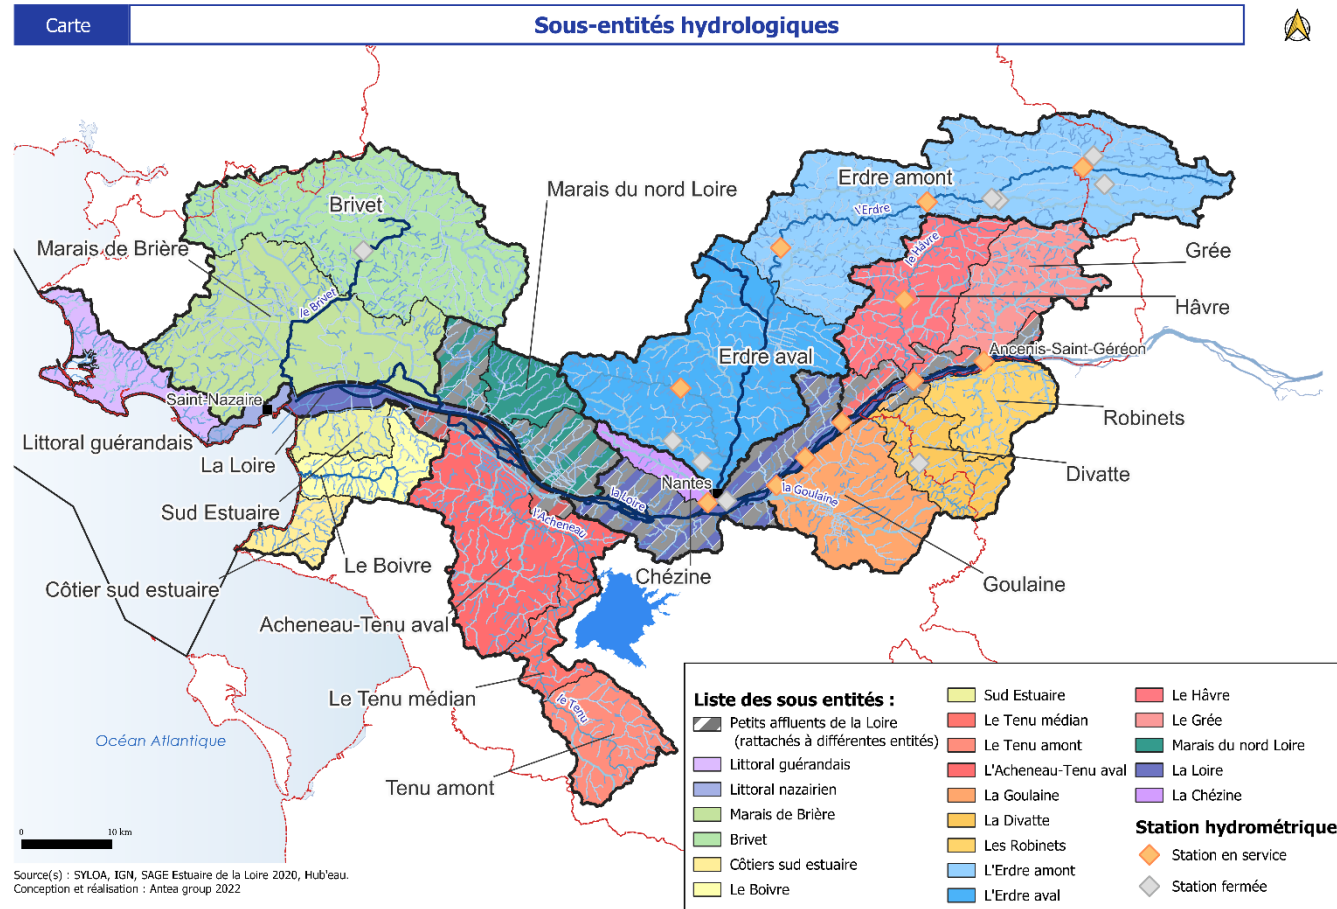 Carte
Sous-entités hydrologiques
Marais du nord Loire
Erdre amont
l'Erdre
Brivet
Marais de Brière
le Hâvre
Grée
Hâvre
le Brivet
Ancenis-Saint-Géréon
Erdre aval
Saint-Nazaire
Robinets
Littoral guérandais
La Loire
Divatte
Nantes
la Loire
la Goulaine
Sud Estuaire
l'Acheneau
Le Boivre
Chézine
Goulaine
Côtier sud estuaire
Acheneau-Tenu aval
Le Tenu médian
le Tenu
Océan Atlantique
Tenu amont
0
10 km
Liste des sous entités :
Petits affluents de la Loire
(rattachés à différentes entités)
Littoral guérandais
Littoral nazairien
Marais de Brière
Brivet
Côtiers sud estuaire
Le Boivre
Sud Estuaire
Le Tenu médian
Le Tenu amont
L'Acheneau-Tenu aval
La Goulaine
La Divatte
Les Robinets
L'Erdre amont
L'Erdre aval
Le Hâvre
Le Grée
Marais du nord Loire
La Loire
La Chézine
Station hydrométrique
Station en service
Station fermée
Source(s) : SYLOA, IGN, SAGE Estuaire de la Loire 2020, Hub'eau.
Conception et réalisation : Antea group 2022